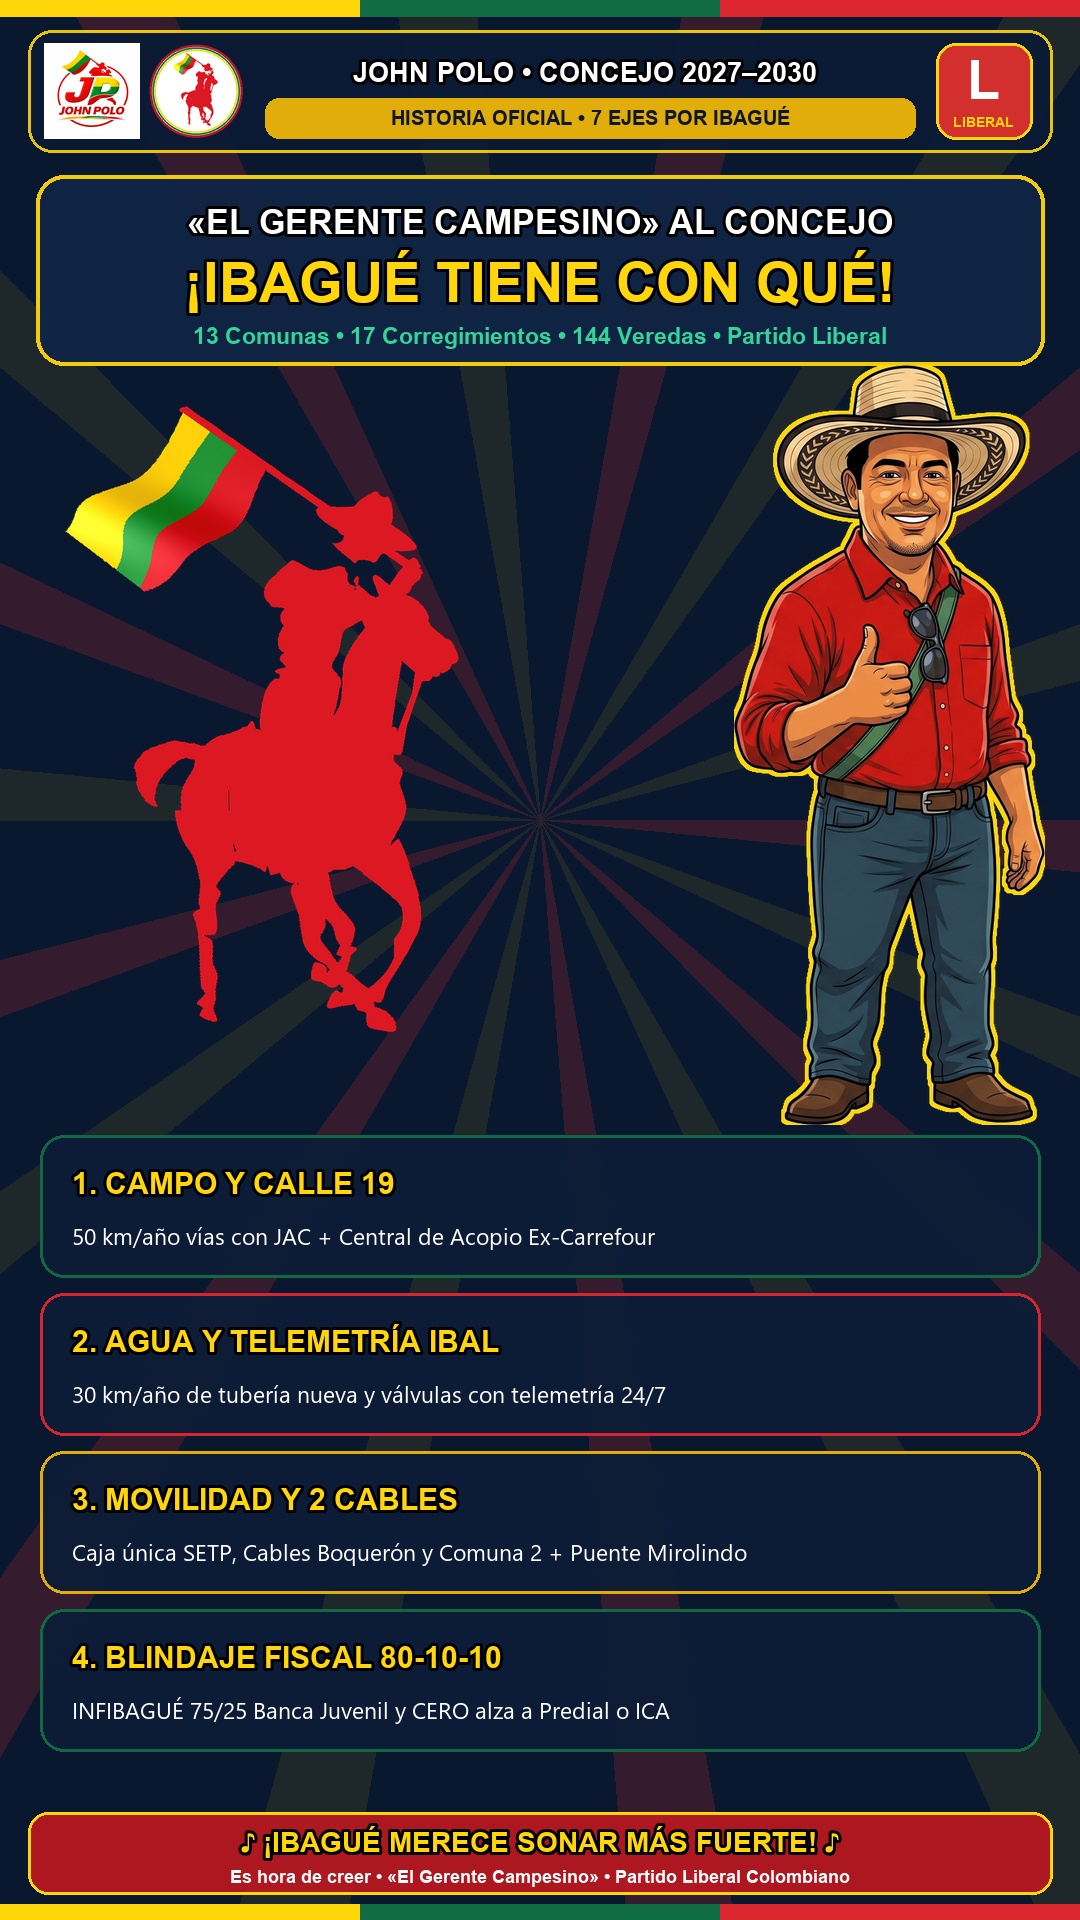 JP
JOHN POLO
JOHN POLO • CONCEJO 2027–2030
HISTORIA OFICIAL • 7 EJES POR IBAGUÉ
L
LIBERAL
«EL GERENTE CAMPESINO» AL CONCEJO
¡IBAGUÉ TIENE CON QUÉ!
13 Comunas • 17 Corregimientos • 144 Veredas • Partido Liberal
1. CAMPO Y CALLE 19
50 km/año vías con JAC + Central de Acopio Ex-Carrefour
2. AGUA Y TELEMETRÍA IBAL
30 km/año de tubería nueva y válvulas con telemetría 24/7
3. MOVILIDAD Y 2 CABLES
Caja única SETP, Cables Boquerón y Comuna 2 + Puente Mirolindo
4. BLINDAJE FISCAL 80-10-10
INFIBAGUÉ 75/25 Banca Juvenil y CERO alza a Predial o ICA
♪ ¡IBAGUÉ MERECE SONAR MÁS FUERTE! ♪
Es hora de creer • «El Gerente Campesino» • Partido Liberal Colombiano